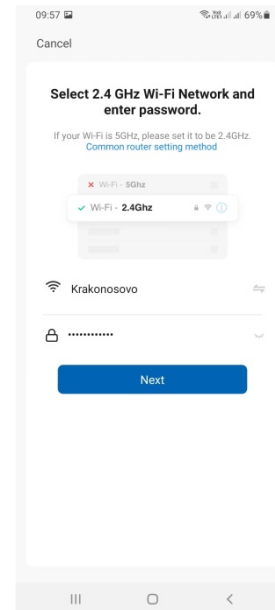 09:57 69%
Cancel
Select 2.4 GHz Wi-Fi Network and
enter password.
If your Wi-Fi is 5GHz, please set it to be 2.4GHz.
Common router setting method
Wi-Fi - 5Ghz
Wi-Fi - 2.4Ghz
Krakonosovo
••••••••••••
Next